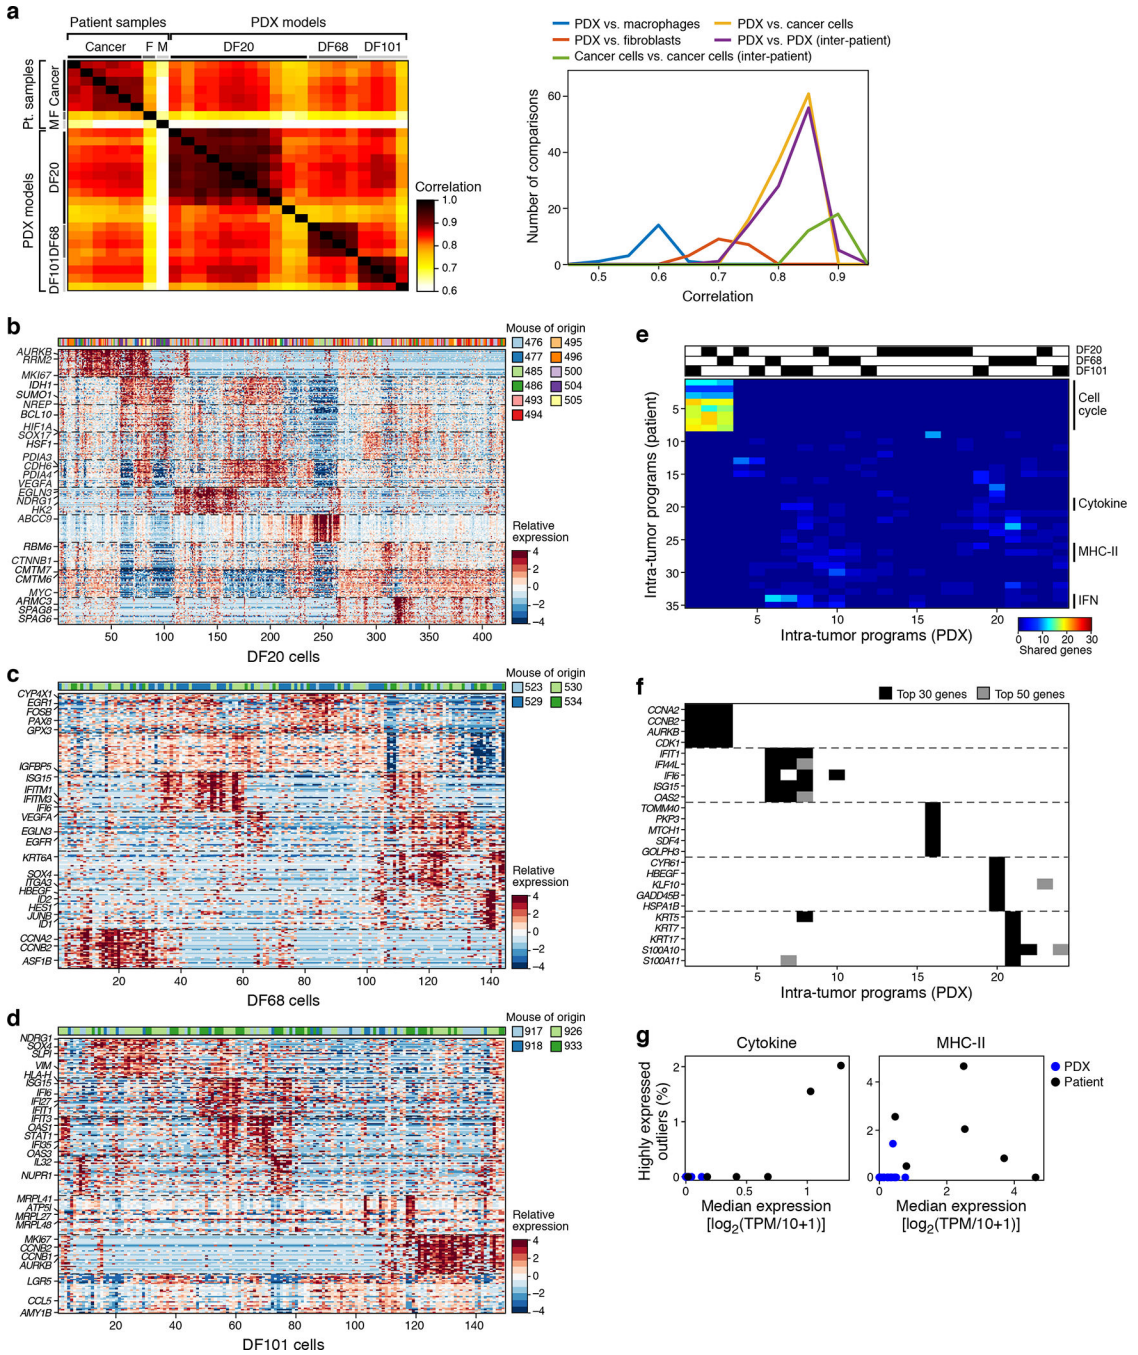 a
Patient samples
PDX models
Cancer
F
M
DF20
DF68
DF101
Pt. samples
PDX models
Cancer
F
M
DF20
DF68
DF101
Correlation
1.0
0.9
0.8
0.7
0.6
PDX vs. macrophages
PDX vs. cancer cells
PDX vs. fibroblasts
PDX vs. PDX (inter-patient)
Cancer cells vs. cancer cells (inter-patient)
Number of comparisons
60
40
20
0
0.5
0.6
0.7
0.8
0.9
Correlation
b
AURKB
RRM2
MKI67
IDH1
SUMO1
NREP
BCL10
HIF1A
SOX17
HSF1
PDIA3
CDH6
PDIA4
VEGFA
EGLN3
NDRG1
HK2
ABCC9
RBM6
CTNNB1
CMTM7
CMTM6
MYC
ARMC3
SPAG8
SPAG6
50
100
150
200
250
300
350
400
DF20 cells
Mouse of origin
476
495
477
496
485
500
486
504
493
505
494
Relative
expression
4
2
0
−2
−4
c
CYP4X1
EGR1
FOSB
PAX8
GPX3
IGFBP5
ISG15
IFITM1
IFITM3
IFI6
VEGFA
EGLN3
EGFR
KRT6A
SOX4
ITGA3
HBEGF
ID2
HES1
JUNB
ID1
CCNA2
CCNB2
ASF1B
20
40
60
80
100
120
140
DF68 cells
Mouse of origin
523
530
529
534
Relative
expression
4
2
0
−2
−4
d
NDRG1
SOX4
SLPI
VIM
HLA-H
ISG15
IFI6
IFI27
IFIT1
IFIT3
OAS1
STAT1
IFI35
OAS3
IL32
NUPR1
MRPL41
ATP5I
MRPL27
MRPL48
MKI67
CCNB2
CCNB1
AURKB
LGR5
CCL5
AMY1B
20
40
60
80
100
120
140
DF101 cells
Mouse of origin
917
926
918
933
Relative
expression
4
2
0
−2
−4
e
DF20
DF68
DF101
Intra-tumor programs (patient)
5
10
15
20
25
30
35
Cell
cycle
Cytokine
MHC-II
IFN
5
10
15
20
Intra-tumor programs (PDX)
0
10
20
30
Shared genes
f
Top 30 genes
Top 50 genes
CCNA2
CCNB2
AURKB
CDK1
IFIT1
IFI44L
IFI6
ISG15
OAS2
TOMM40
PKP3
MTCH1
SDF4
GOLPH3
CYR61
HBEGF
KLF10
GADD45B
HSPA1B
KRT5
KRT7
KRT17
S100A10
S100A11
5
10
15
20
Intra-tumor programs (PDX)
g
Cytokine
MHC-II
Highly expressed
outliers (%)
2
1
0
0
0.5
1
Median expression
[log2(TPM/10+1)]
4
2
0
0
2
4
Median expression
[log2(TPM/10+1)]
PDX
Patient